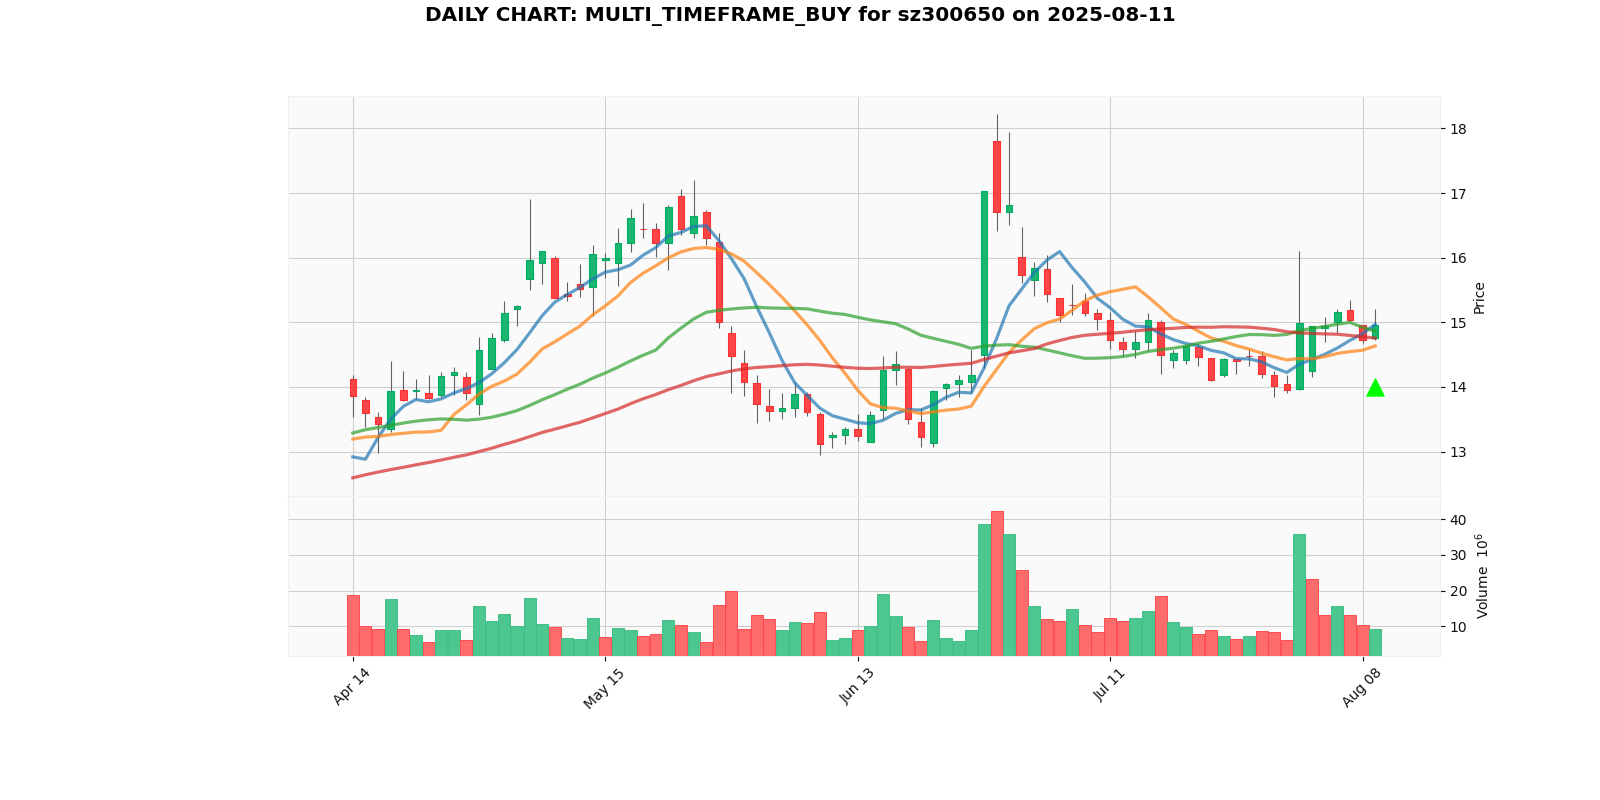 DAILY CHART: MULTI_TIMEFRAME_BUY for sz300650 on 2025-08-11
18
17
16
15
14
13
Price
40
30
20
10
Volume 10^6
Apr 14
May 15
Jun 13
Jul 11
Aug 08